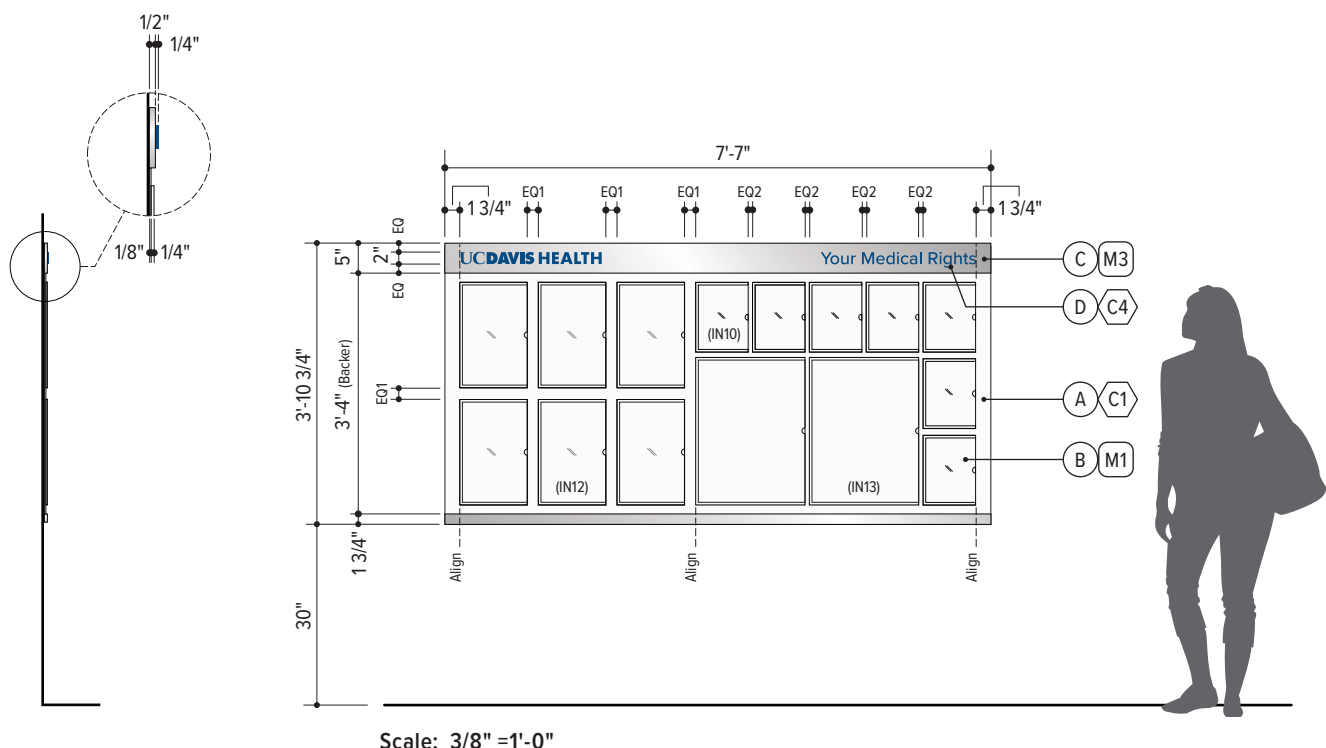 1/2"
1/4"
1/8"
1/4"
7'-7"
1 3/4"
EQ1
EQ1
EQ1
EQ2
EQ2
EQ2
EQ2
1 3/4"
EQ
5"
2"
EQ
UCDAVIS HEALTH
Your Medical Rights
C
M3
D
C4
(IN10)
3'-10 3/4"
3'-4" (Backer)
EQ1
A
C1
B
M1
(IN12)
(IN13)
1 3/4"
Align
Align
Align
30"
Scale: 3/8" =1'-0"